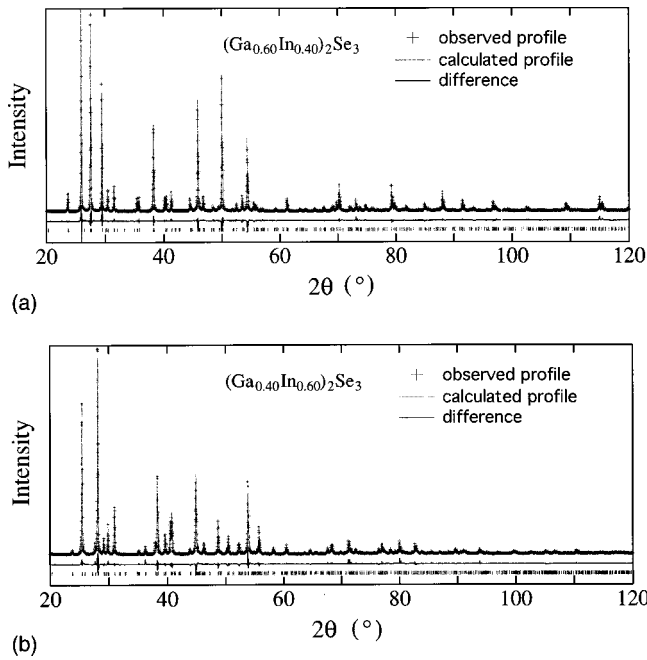 (Ga0.60In0.40)2Se3
+ observed profile
calculated profile
difference
Intensity
20 40 60 80 100 120
2θ (°)
(a)
(Ga0.40In0.60)2Se3
+ observed profile
calculated profile
difference
Intensity
20 40 60 80 100 120
2θ (°)
(b)